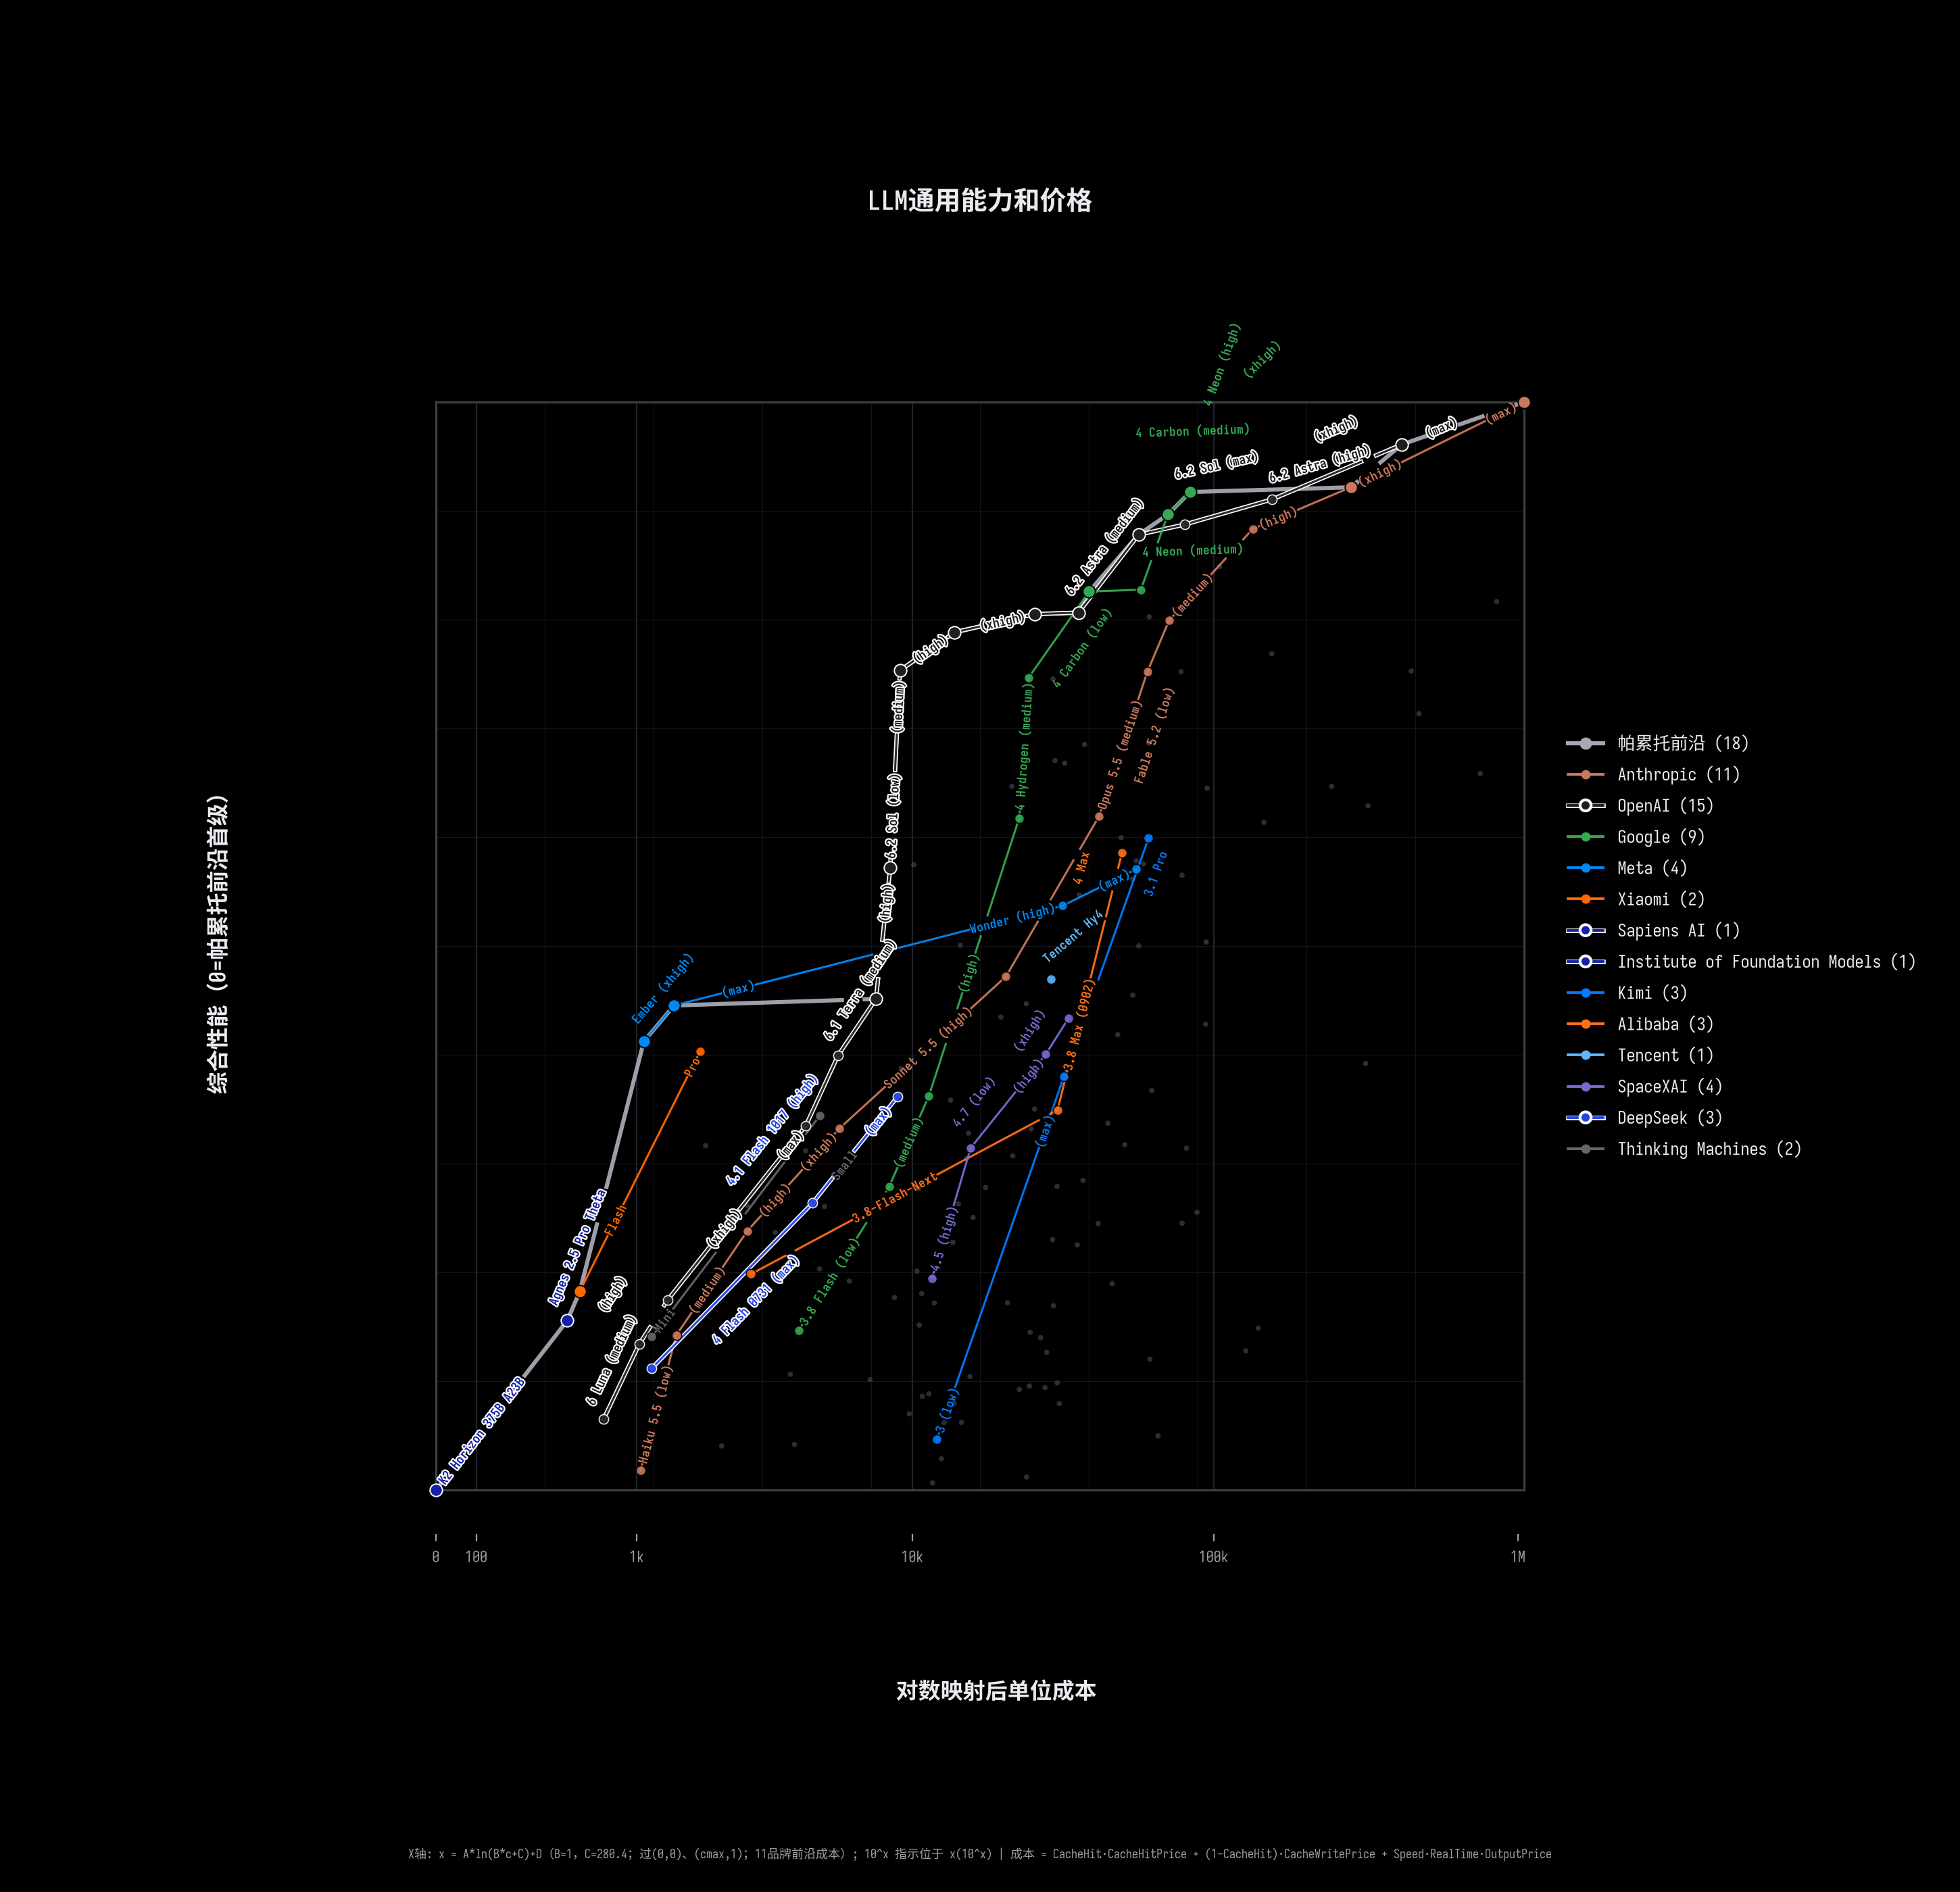 LLM通用能力和价格
4 Neon (high)
(xhigh)
4 Carbon (medium)
(xhigh)
(max)
(max)
6.2 Sol (max)
6.2 Astra (high)
(xhigh)
(high)
6.2 Astra (medium)
4 Neon (medium)
(medium)
(xhigh)
(high)
4 Carbon (low)
(medium)
4 Hydrogen (medium)
Opus 5.5 (medium)
Fable 5.2 (low)
6.2 Sol (low)
4 Max
3.1 Pro
(max)
(high)
Wonder (high)
Tencent Hy4
6.1 Terra (medium)
Ember (xhigh)
(max)
(high)
3.8 Max (0902)
(xhigh)
Sonnet 5.5 (high)
Pro
(high)
4.7 (low)
4.1 Flash 1017 (high)
(max)
(max)
(medium)
(max)
(xhigh)
Small
(high)
3.8-Flash-Next
Agnes 2.5 Pro Theta
Flash
(xhigh)
4.5 (high)
3.8 Flash (low)
(high)
(medium)
4 Flash 0731 (max)
Mini
6 Luna (medium)
K2 Horizon 375B A23B
Haiku 5.5 (low)
3 (low)
综合性能 (0=帕累托前沿首级)
帕累托前沿 (18)
Anthropic (11)
OpenAI (15)
Google (9)
Meta (4)
Xiaomi (2)
Sapiens AI (1)
Institute of Foundation Models (1)
Kimi (3)
Alibaba (3)
Tencent (1)
SpaceXAI (4)
DeepSeek (3)
Thinking Machines (2)
0 100 1k 10k 100k 1M
对数映射后单位成本
X轴: x = A*ln(B*c+C)+D (B=1, C=280.4; 过(0,0)、(cmax,1); 11品牌前沿成本) ; 10^x 指示位于 x(10^x) | 成本 = CacheHit·CacheHitPrice + (1-CacheHit)·CacheWritePrice + Speed·RealTime·OutputPrice